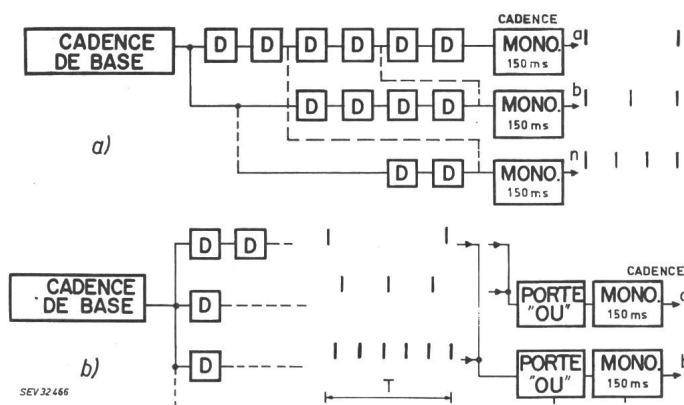 CADENCE
CADENCE DE BASE
D D D D D D
MONO.
150 ms
a
D D D D
MONO.
150 ms
b
a)
D D
MONO.
150 ms
n
D D
CADENCE
CADENCE DE BASE
D
PORTE "OU"
MONO.
150 ms
b)
D
PORTE "OU"
MONO.
150 ms
T
SEV 32466